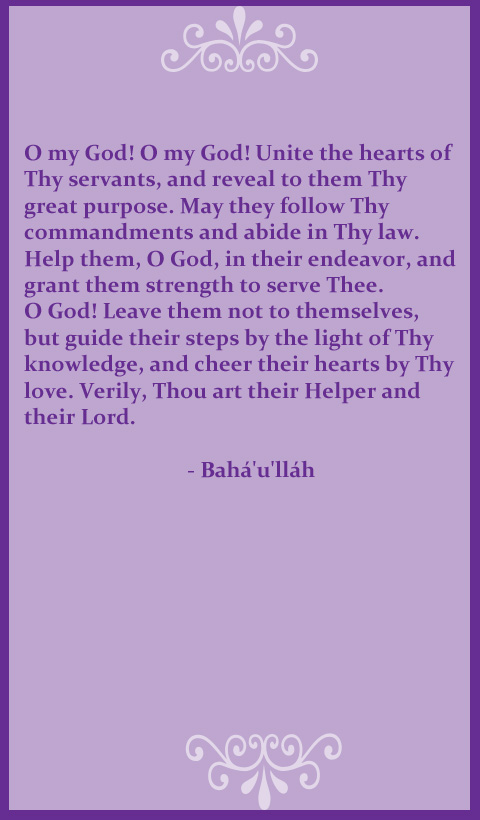 O my God! O my God! Unite the hearts of
Thy servants, and reveal to them Thy
great purpose. May they follow Thy
commandments and abide in Thy law.
Help them, O God, in their endeavor, and
grant them strength to serve Thee.
O God! Leave them not to themselves,
but guide their steps by the light of Thy
knowledge, and cheer their hearts by Thy
love. Verily, Thou art their Helper and
their Lord.
- Bahá'u'lláh